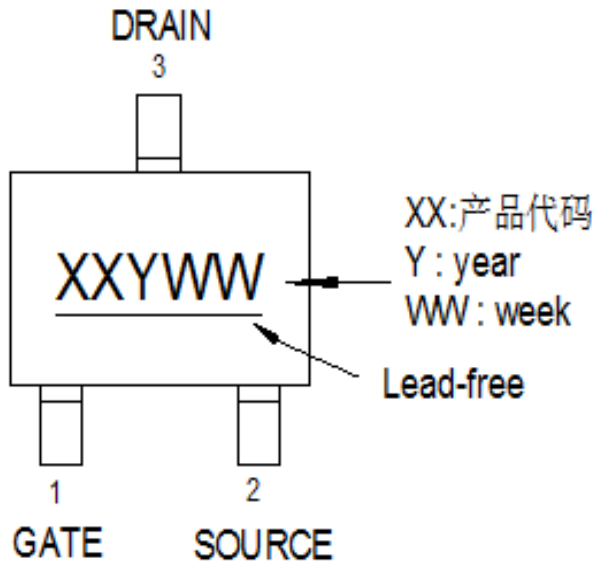 DRAIN
3
XXYWW
XX:产品代码
Y : year
WW : week
Lead-free
1
2
GATE
SOURCE